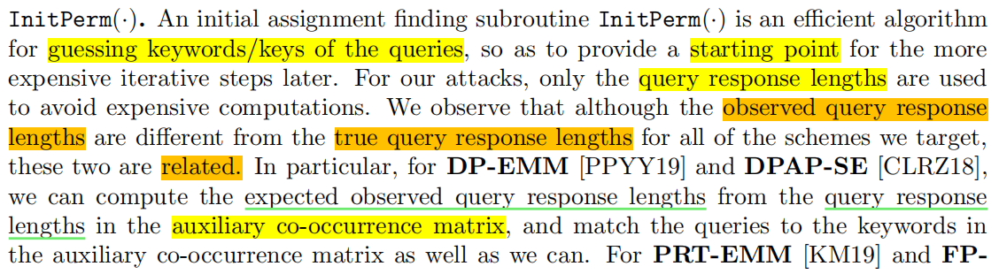 InitPerm(·). An initial assignment finding subroutine InitPerm(·) is an efficient algorithm
for guessing keywords/keys of the queries, so as to provide a starting point for the more
expensive iterative steps later. For our attacks, only the query response lengths are used
to avoid expensive computations. We observe that although the observed query response
lengths are different from the true query response lengths for all of the schemes we target,
these two are related. In particular, for DP-EMM [PPYY19] and DPAP-SE [CLRZ18],
we can compute the expected observed query response lengths from the query response
lengths in the auxiliary co-occurrence matrix, and match the queries to the keywords in
the auxiliary co-occurrence matrix as well as we can. For PRT-EMM [KM19] and FP-